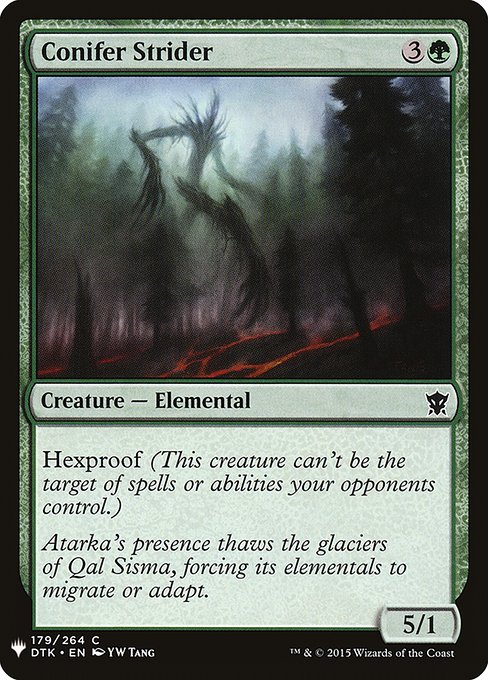 Conifer Strider 3
Creature — Elemental
Hexproof (This creature can't be the
target of spells or abilities your opponents
control.)
Atarka's presence thaws the glaciers
of Qal Sisma, forcing its elementals to
migrate or adapt.
5/1
179/264 C
DTK • EN YW Tang
™ & © 2015 Wizards of the Coast